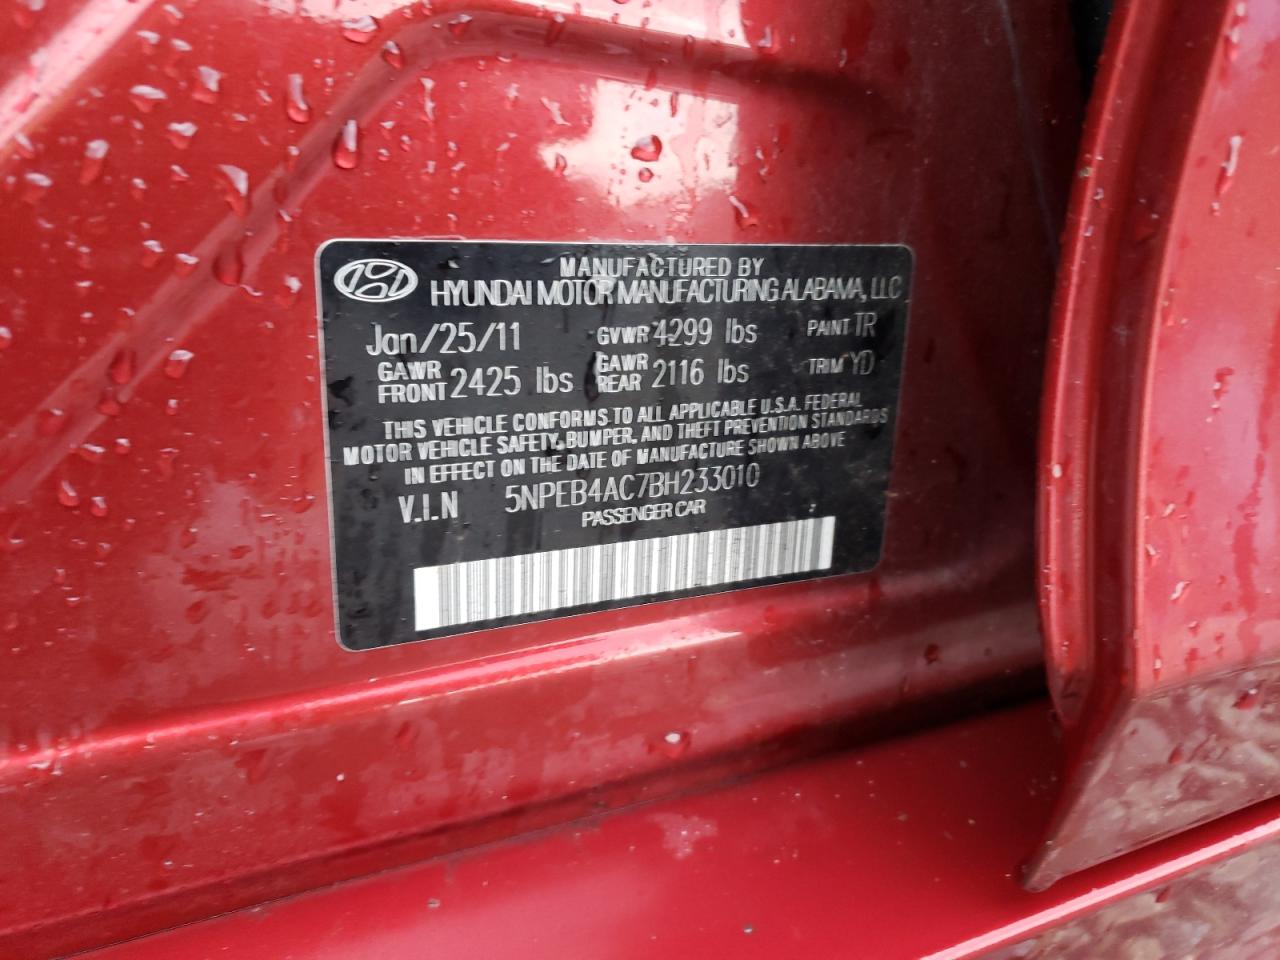 MANUFACTURED BY
HYUNDAI MOTOR MANUFACTURING ALABAMA, LLC
Jan/25/11 GVWR 4299 lbs PAINT TR
GAWR FRONT 2425 lbs GAWR REAR 2116 lbs TRIM YD
THIS VEHICLE CONFORMS TO ALL APPLICABLE U.S.A. FEDERAL
MOTOR VEHICLE SAFETY, BUMPER, AND THEFT PREVENTION STANDARDS
IN EFFECT ON THE DATE OF MANUFACTURE SHOWN ABOVE
V.I.N 5NPEB4AC7BH233010
PASSENGER CAR